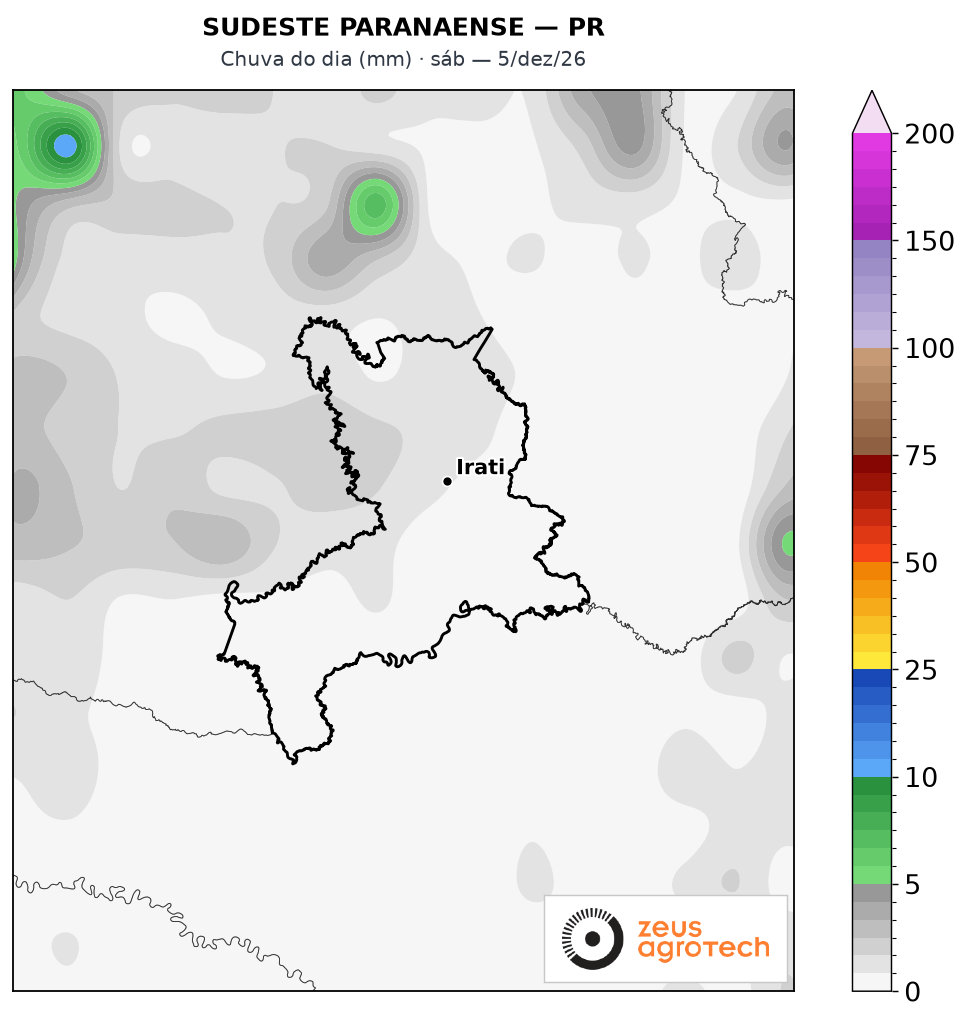 SUDESTE PARANAENSE — PR
Chuva do dia (mm) · sáb — 5/dez/26
200
150
100
75
50
25
10
5
0
Irati
zeus
agrotech